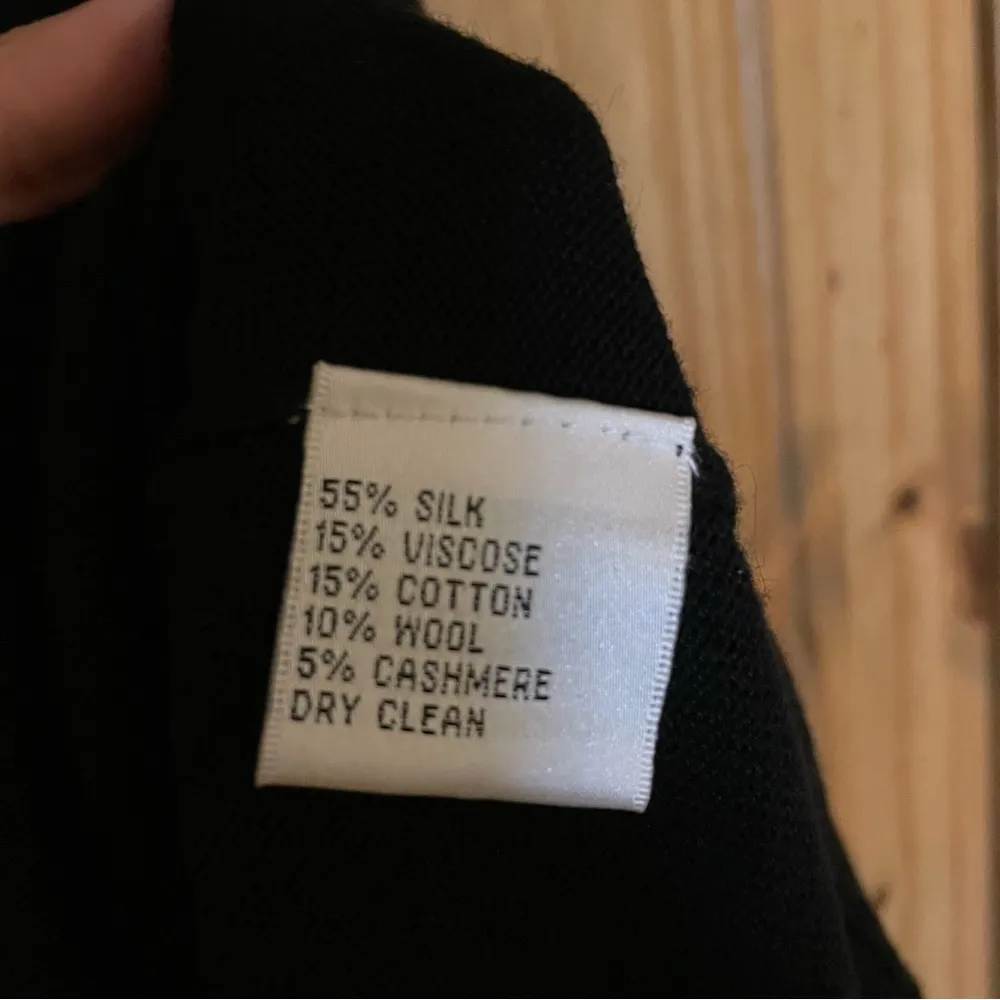 55% SILK
15% VISCOSE
15% COTTON
10% WOOL
5% CASHMERE
DRY CLEAN